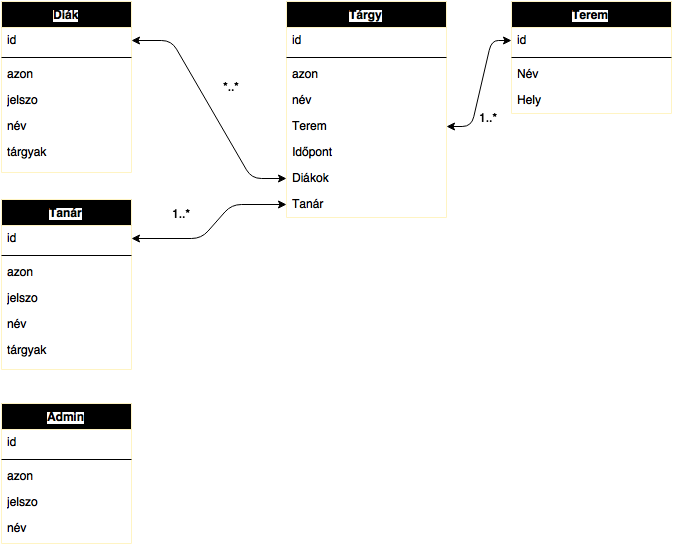 Diák
id
azon
jelszo
név
tárgyak
*..*
Tárgy
id
azon
név
Terem
Időpont
Diákok
Tanár
1..*
Terem
id
Név
Hely
Tanár
id
azon
jelszo
név
tárgyak
1..*
Admin
id
azon
jelszo
név